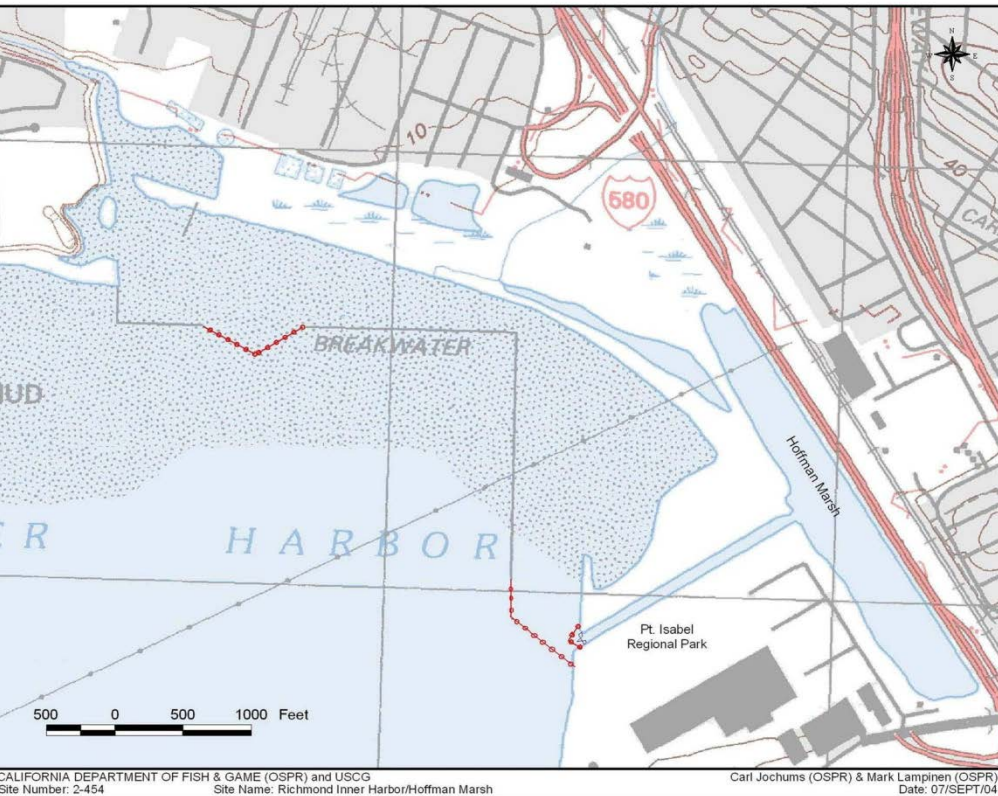 10
580
40
BREAKWATER
Hoffman Marsh
HARBOR
Pt. Isabel
Regional Park
500 0 500 1000 Feet
N
E
S
CALIFORNIA DEPARTMENT OF FISH & GAME (OSPR) and USCG
Carl Jochums (OSPR) & Mark Lampinen (OSPR)
Site Number: 2-454
Site Name: Richmond Inner Harbor/Hoffman Marsh
Date: 07/SEPT/04